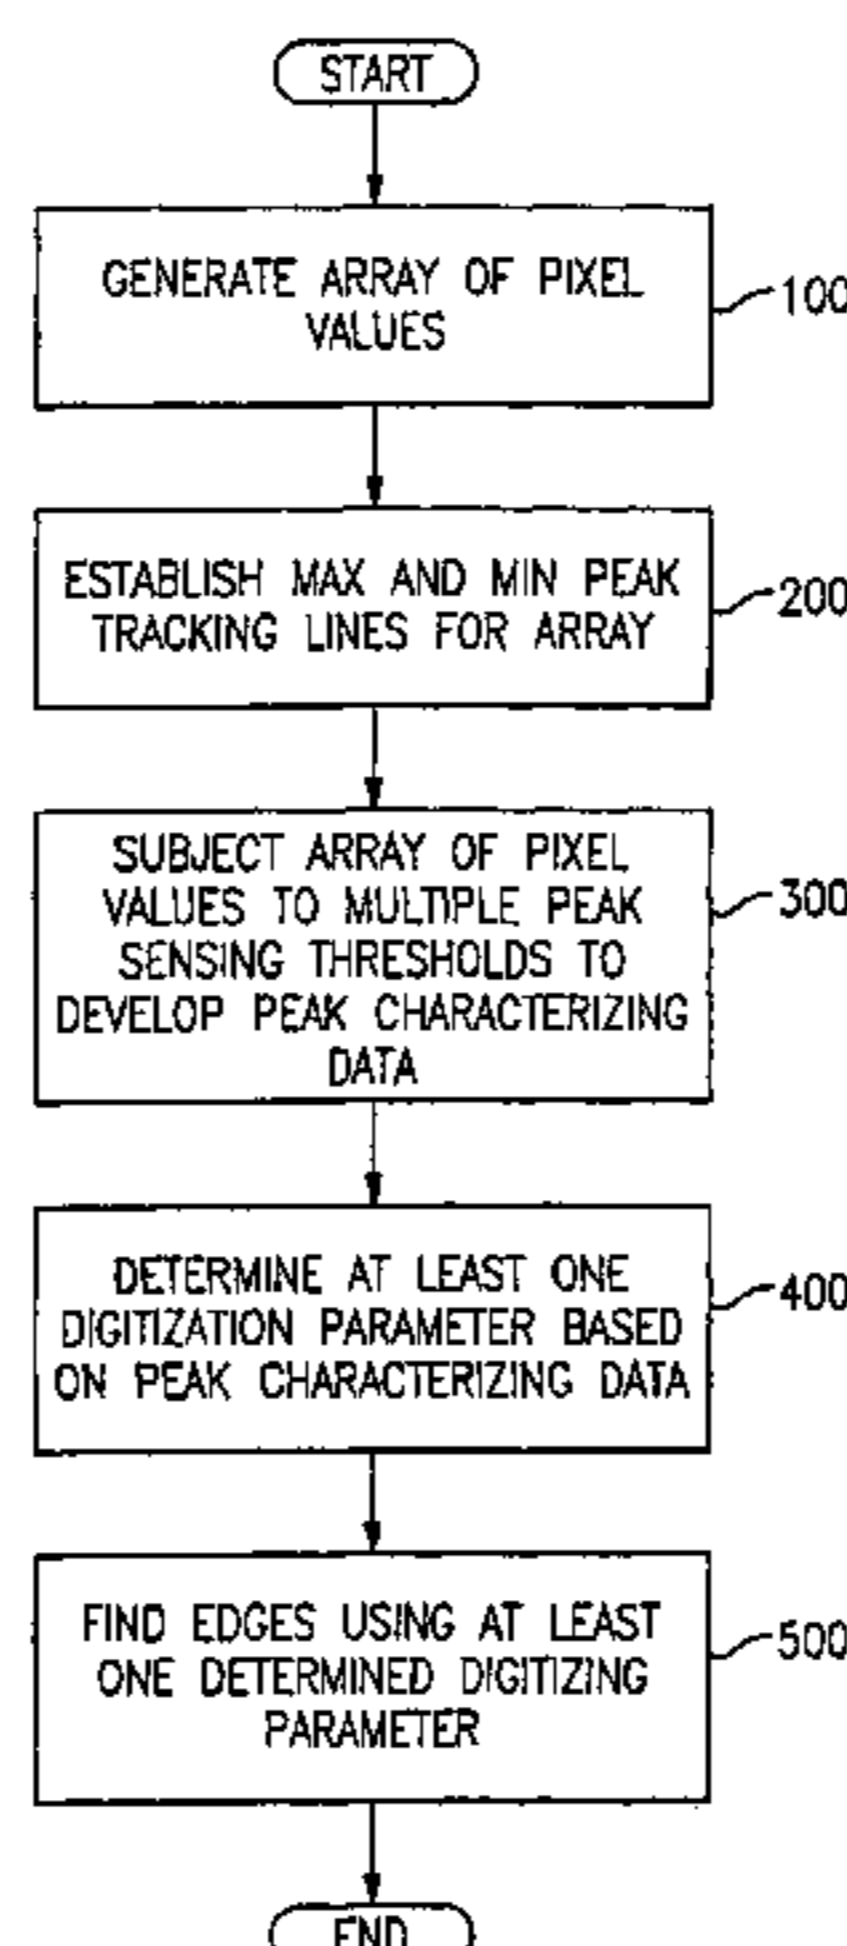 START
GENERATE ARRAY OF PIXEL
VALUES
100
ESTABLISH MAX AND MIN PEAK
TRACKING LINES FOR ARRAY
200
SUBJECT ARRAY OF PIXEL
VALUES TO MULTIPLE PEAK
SENSING THRESHOLDS TO
DEVELOP PEAK CHARACTERIZING
DATA
300
DETERMINE AT LEAST ONE
DIGITIZATION PARAMETER BASED
ON PEAK CHARACTERIZING DATA
400
FIND EDGES USING AT LEAST
ONE DETERMINED DIGITIZING
PARAMETER
500
END